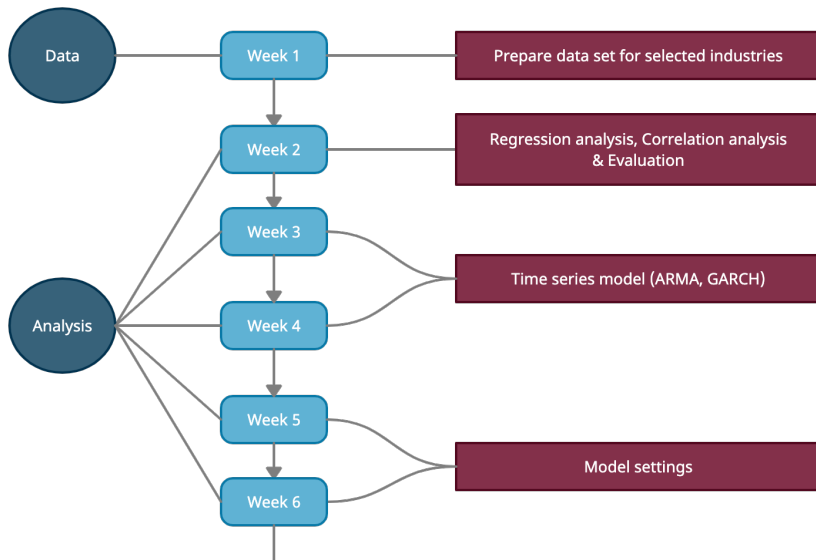 Data
Week 1
Prepare data set for selected industries
Week 2
Regression analysis, Correlation analysis
& Evaluation
Week 3
Time series model (ARMA, GARCH)
Analysis
Week 4
Week 5
Model settings
Week 6